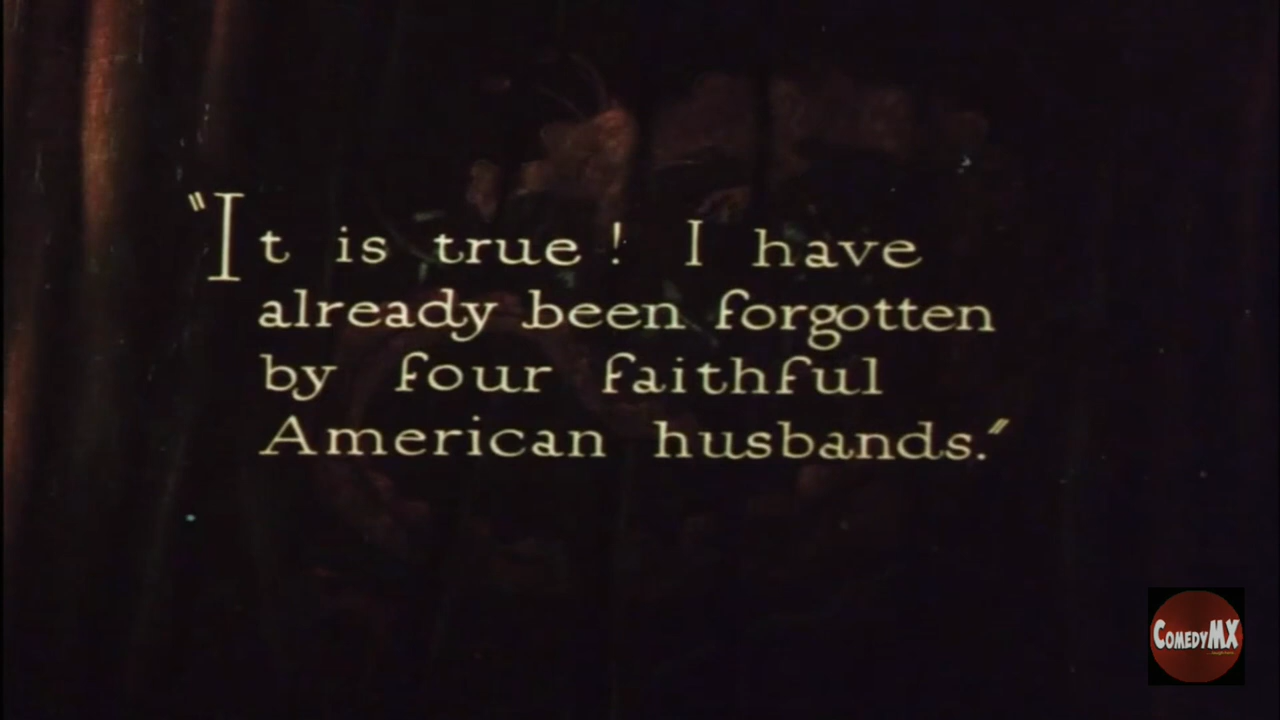 "It is true! I have
already been forgotten
by four faithful
American husbands."
COMEDYMX